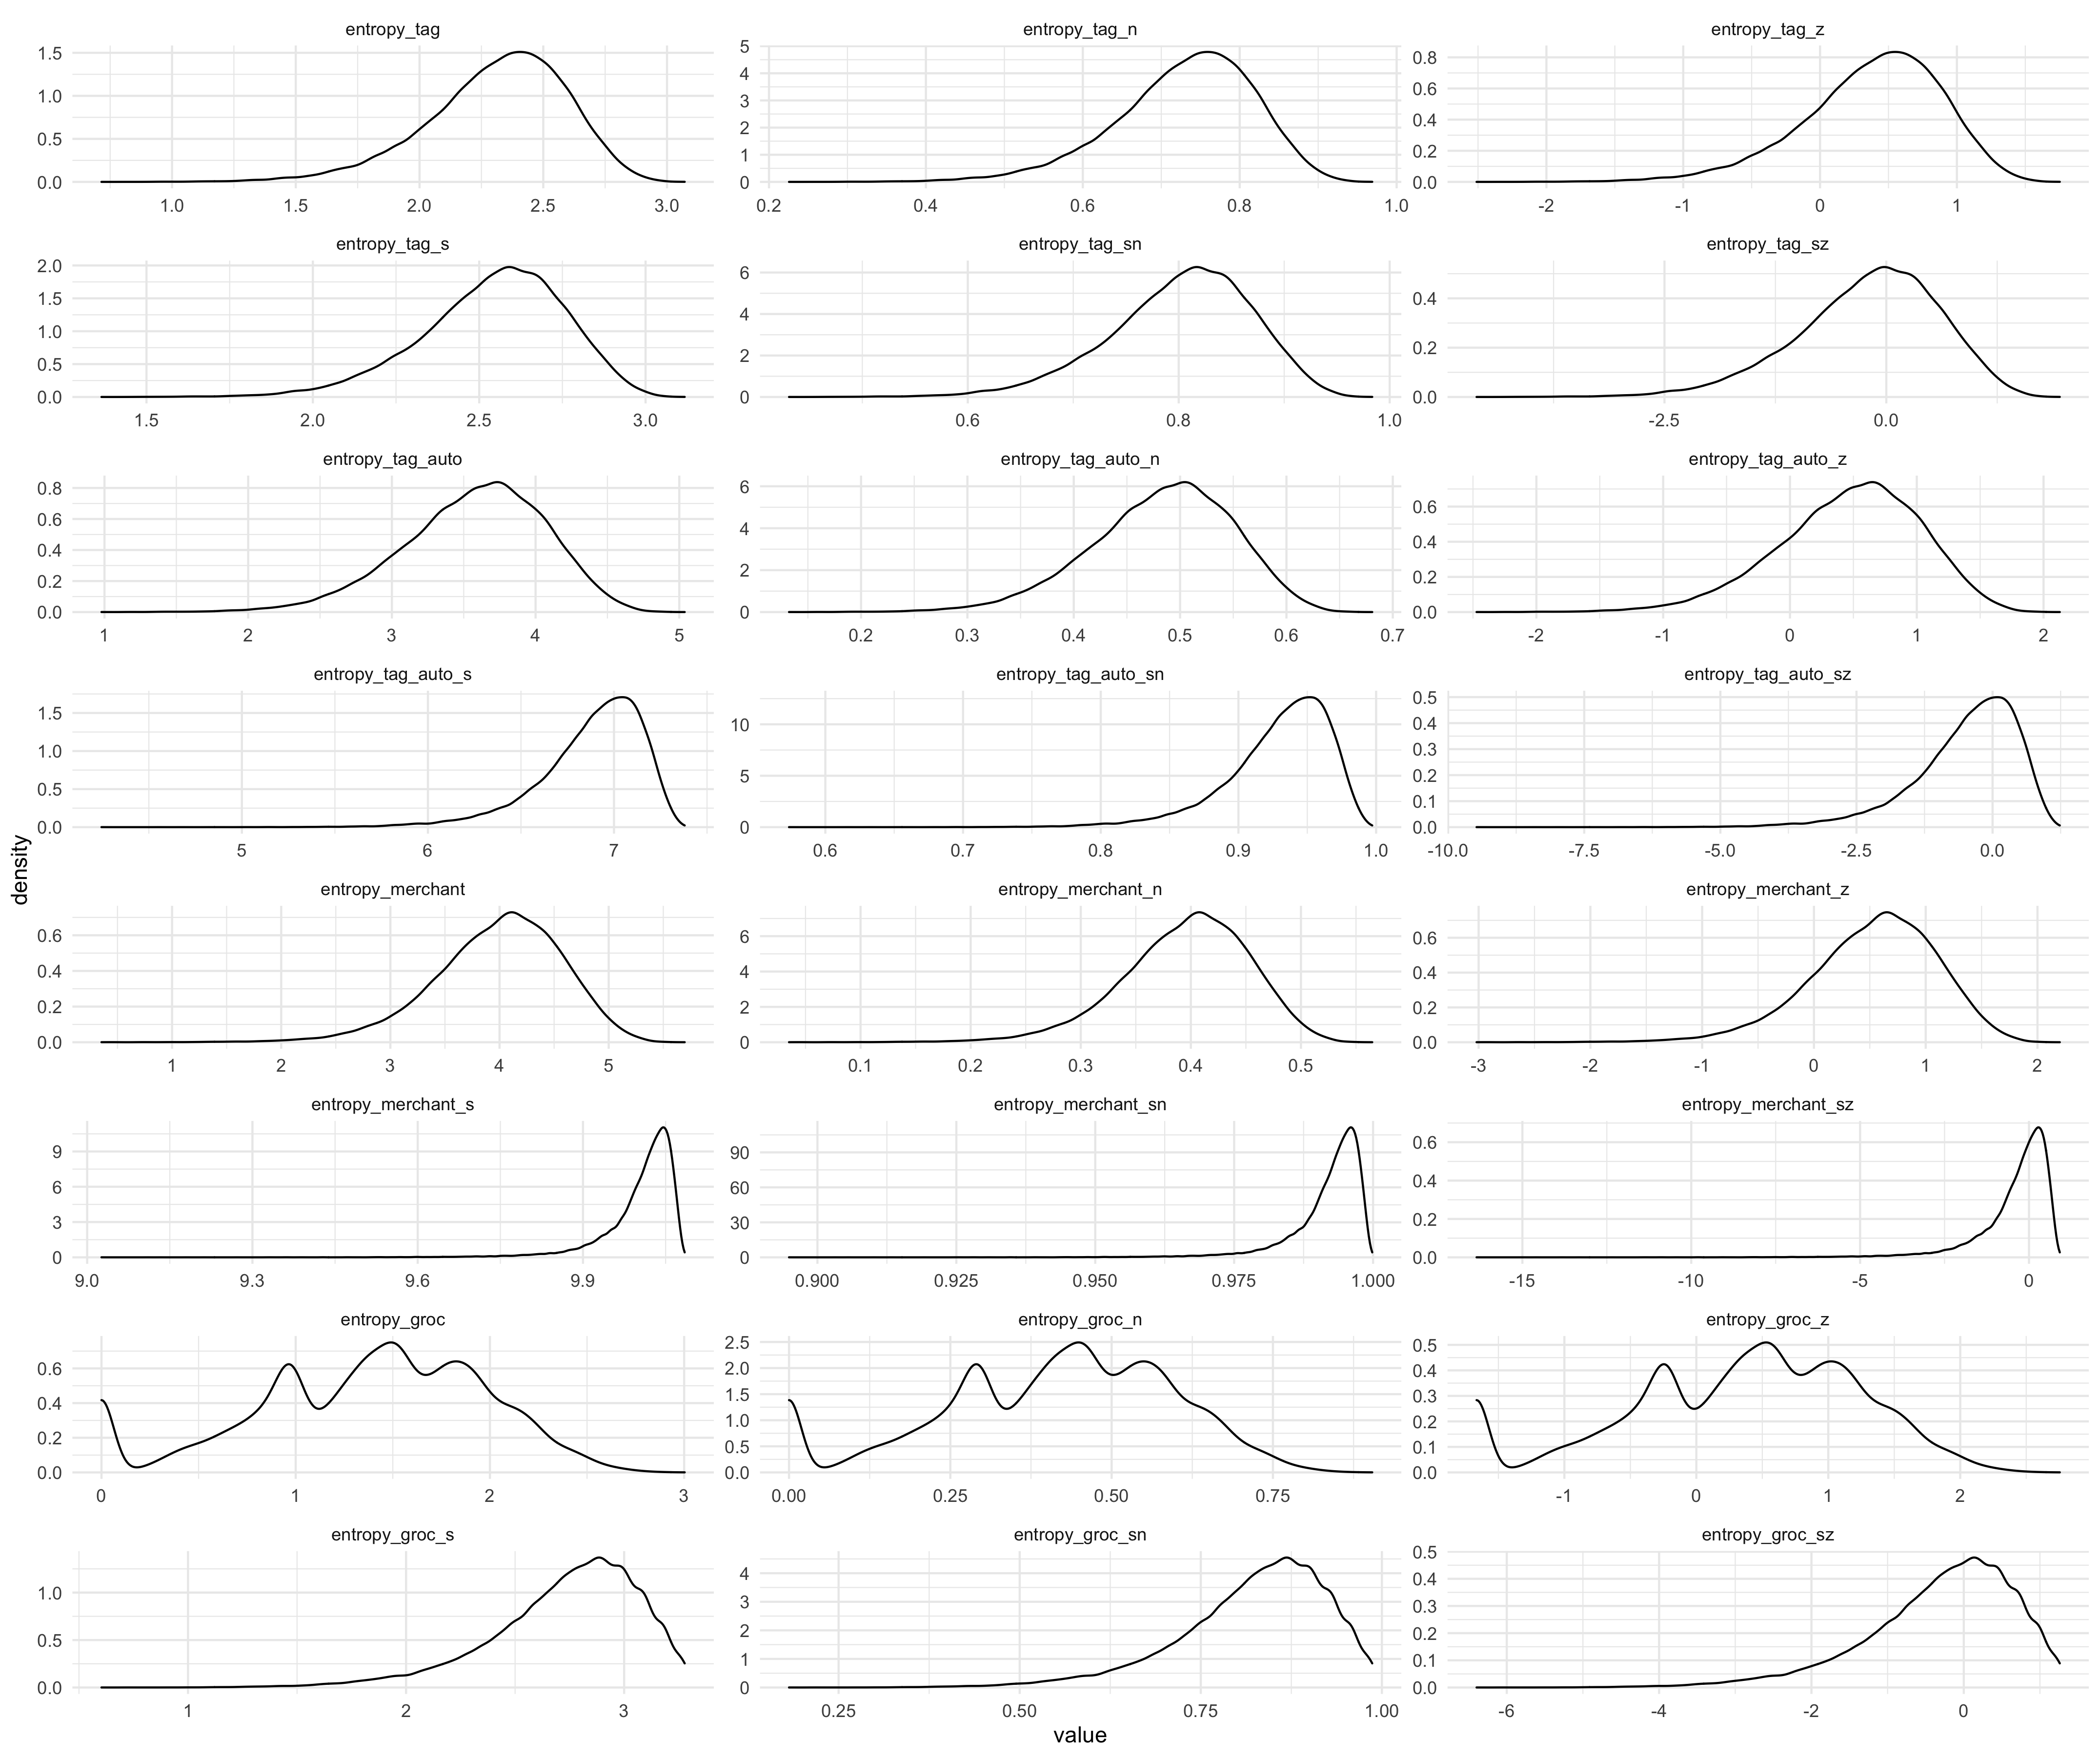 entropy_tag entropy_tag_n entropy_tag_z
1.5 1.0 0.5 0.0
1.0 1.5 2.0 2.5 3.0
5 4 3 2 1 0
0.2 0.4 0.6 0.8 1.0
0.8 0.6 0.4 0.2 0.0
-2 -1 0 1
entropy_tag_s entropy_tag_sn entropy_tag_sz
2.0 1.5 1.0 0.5 0.0
1.5 2.0 2.5 3.0
6 4 2 0
0.6 0.8 1.0
0.4 0.2 0.0
-2.5 0.0
entropy_tag_auto entropy_tag_auto_n entropy_tag_auto_z
0.8 0.6 0.4 0.2 0.0
1 2 3 4 5
6 4 2 0
0.2 0.3 0.4 0.5 0.6 0.7
0.6 0.4 0.2 0.0
-2 -1 0 1 2
entropy_tag_auto_s entropy_tag_auto_sn entropy_tag_auto_sz
1.5 1.0 0.5 0.0
5 6 7
10 5 0
0.6 0.7 0.8 0.9 1.0
0.5 0.4 0.3 0.2 0.1 0.0
-10.0 -7.5 -5.0 -2.5 0.0
density
entropy_merchant entropy_merchant_n entropy_merchant_z
0.6 0.4 0.2 0.0
1 2 3 4 5
6 4 2 0
0.1 0.2 0.3 0.4 0.5
0.6 0.4 0.2 0.0
-3 -2 -1 0 1 2
entropy_merchant_s entropy_merchant_sn entropy_merchant_sz
9 6 3 0
9.0 9.3 9.6 9.9
90 60 30 0
0.900 0.925 0.950 0.975 1.000
0.6 0.4 0.2 0.0
-15 -10 -5 0
entropy_groc entropy_groc_n entropy_groc_z
0.6 0.4 0.2 0.0
0 1 2 3
2.5 2.0 1.5 1.0 0.5 0.0
0.00 0.25 0.50 0.75
0.5 0.4 0.3 0.2 0.1 0.0
-1 0 1 2
entropy_groc_s entropy_groc_sn entropy_groc_sz
1.0 0.5 0.0
1 2 3
4 3 2 1 0
0.25 0.50 0.75 1.00
0.5 0.4 0.3 0.2 0.1 0.0
-6 -4 -2 0
value